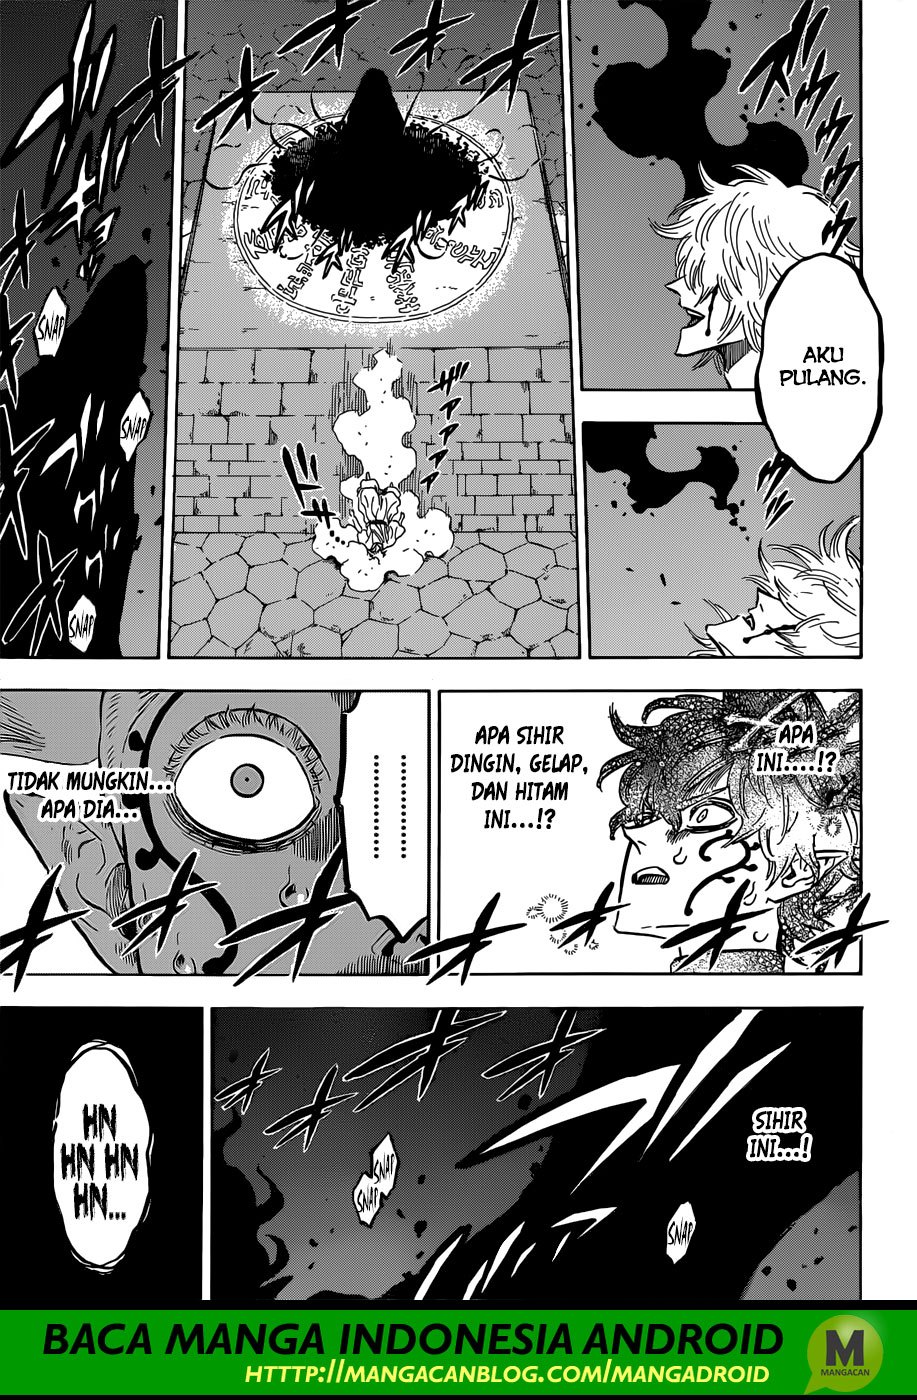 AKU
PULANG.
SNAP
SNAP
SNAP
APA
INI....!?
APA SIHIR
DINGIN, GELAP,
DAN HITAM
INI...!?
TIDAK MUNGKIN...
APA DIA...
SIHIR
INI...!
SNAP
SNAP
SNAP
HN
HN HN
HN...
BACA MANGA INDONESIA ANDROID
HTTTP://MANGACANBLOG.COM/MANGADROID
M
MANGACAN